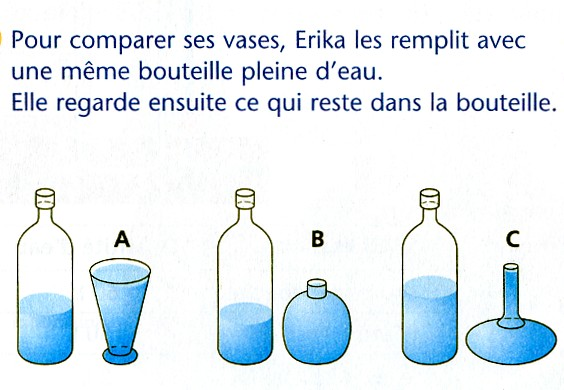 Pour comparer ses vases, Erika les remplit avec
une même bouteille pleine d'eau.
Elle regarde ensuite ce qui reste dans la bouteille.
A
B
C